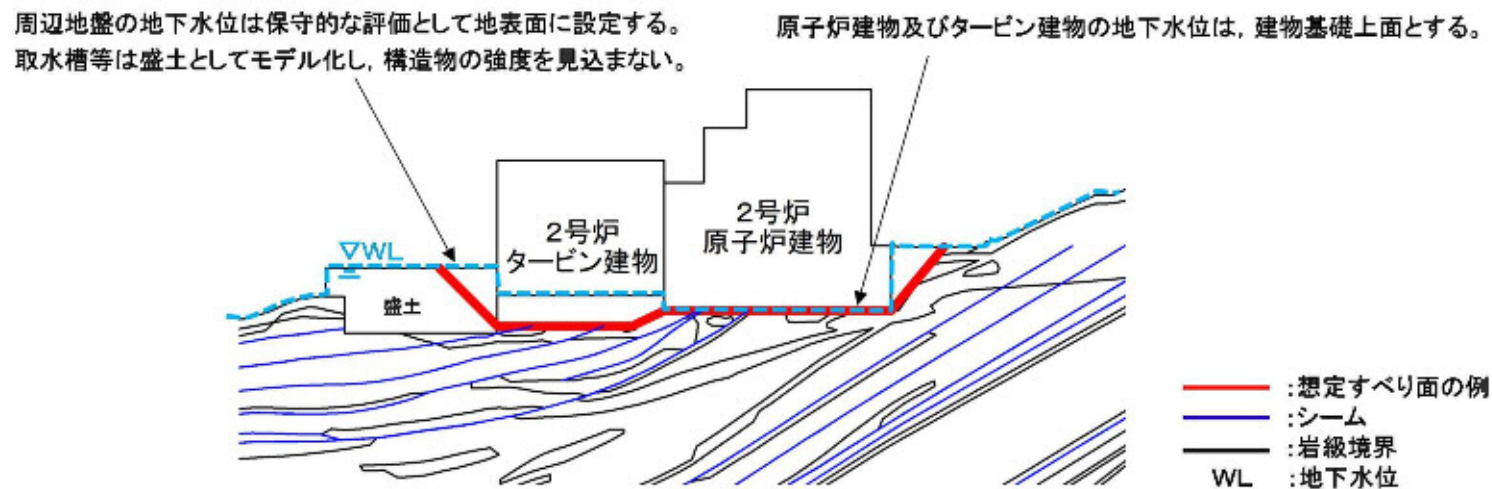 周辺地盤の地下水位は保守的な評価として地表面に設定する。
取水槽等は盛土としてモデル化し，構造物の強度を見込まない。
原子炉建物及びタービン建物の地下水位は，建物基礎上面とする。
2号炉
タービン建物
2号炉
原子炉建物
▽WL
盛土
:想定すべり面の例
:シーム
:岩級境界
WL :地下水位